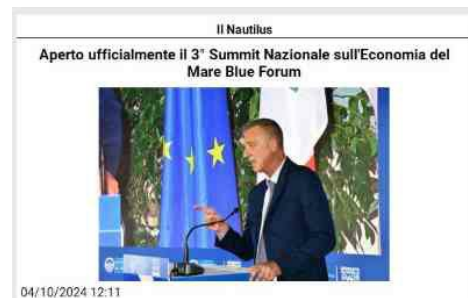 Il Nautilus
Aperto ufficialmente il 3° Summit Nazionale sull'Economia del
Mare Blue Forum
04/10/2024 12:11